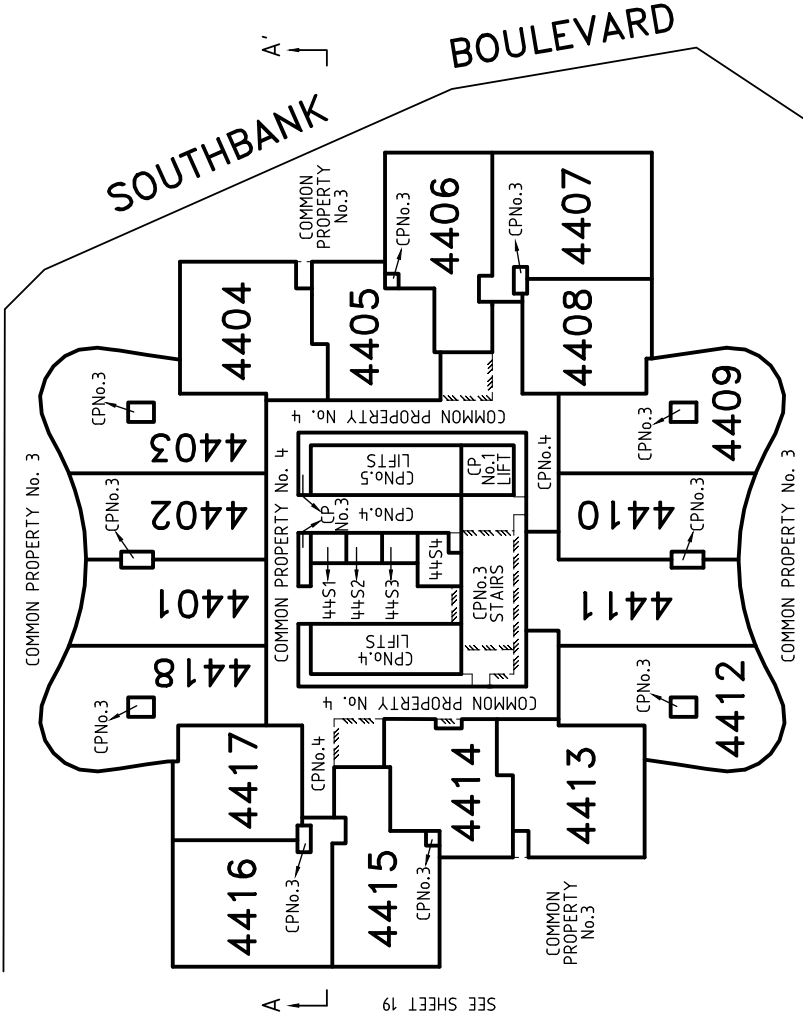 A'
BOULEVARD
SOUTHBANK
COMMON
PROPERTY
No.3
CPNo.3
4406
CPNo.3
4407
4404
4405
4408
COMMON PROPERTY No. 3
CPNo.3
4403
COMMON PROPERTY No. 4
CPNo.3
4409
CPNo.3
4402
COMMON PROPERTY No. 4
CPNo.5
LIFTS
CP
No.1
LIFT
CPNo.4
CP
No.3
CPNo.4
4410
CPNo.3
4401
44S1
44S2
44S3
44S4
CPNo.3
STAIRS
4411
COMMON PROPERTY No. 3
4418
CPNo.3
CPNo.4
LIFTS
COMMON PROPERTY No. 4
CPNo.3
4412
4417
CPNo.4
4414
4413
4416
CPNo.3
4415
CPNo.3
COMMON
PROPERTY
No.3
A
SEE SHEET 19